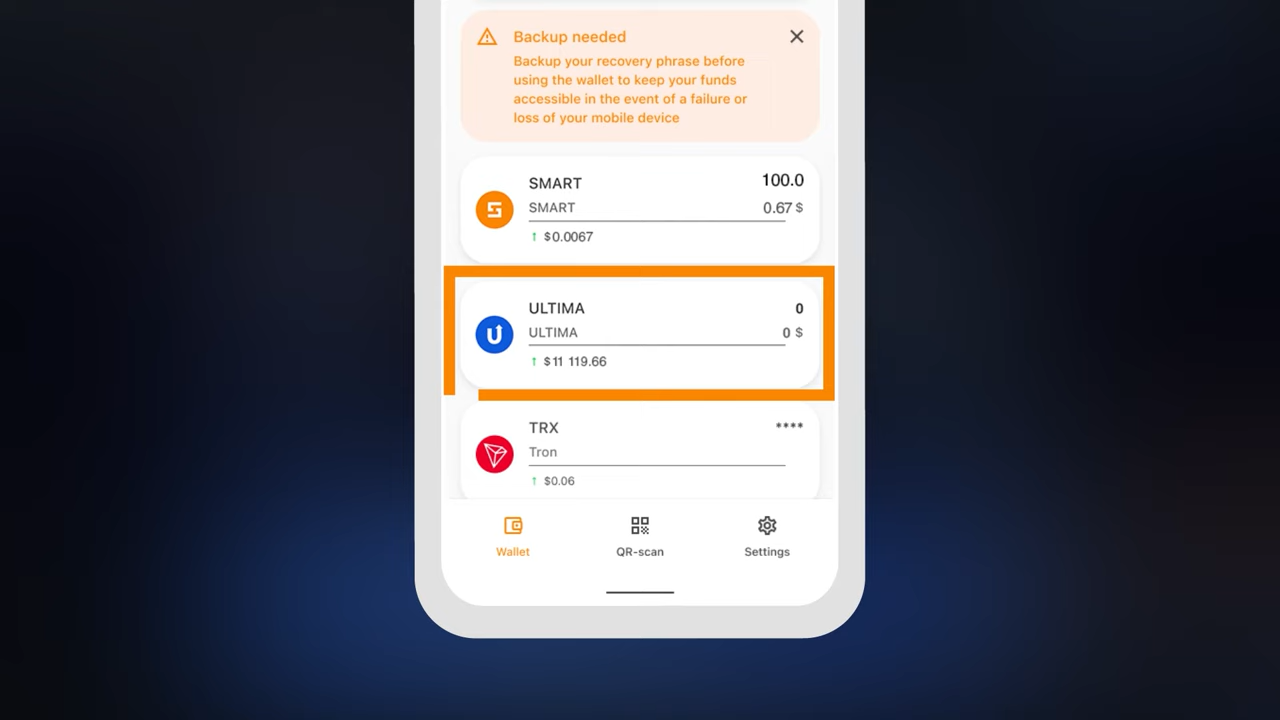 Backup needed
Backup your recovery phrase before
using the wallet to keep your funds
accessible in the event of a failure or
loss of your mobile device
SMART 100.0
SMART 0.67 $
↑ $0.0067
ULTIMA 0
ULTIMA 0 $
↑ $11 119.66
TRX ****
Tron
↑ $0.06
Wallet QR-scan Settings